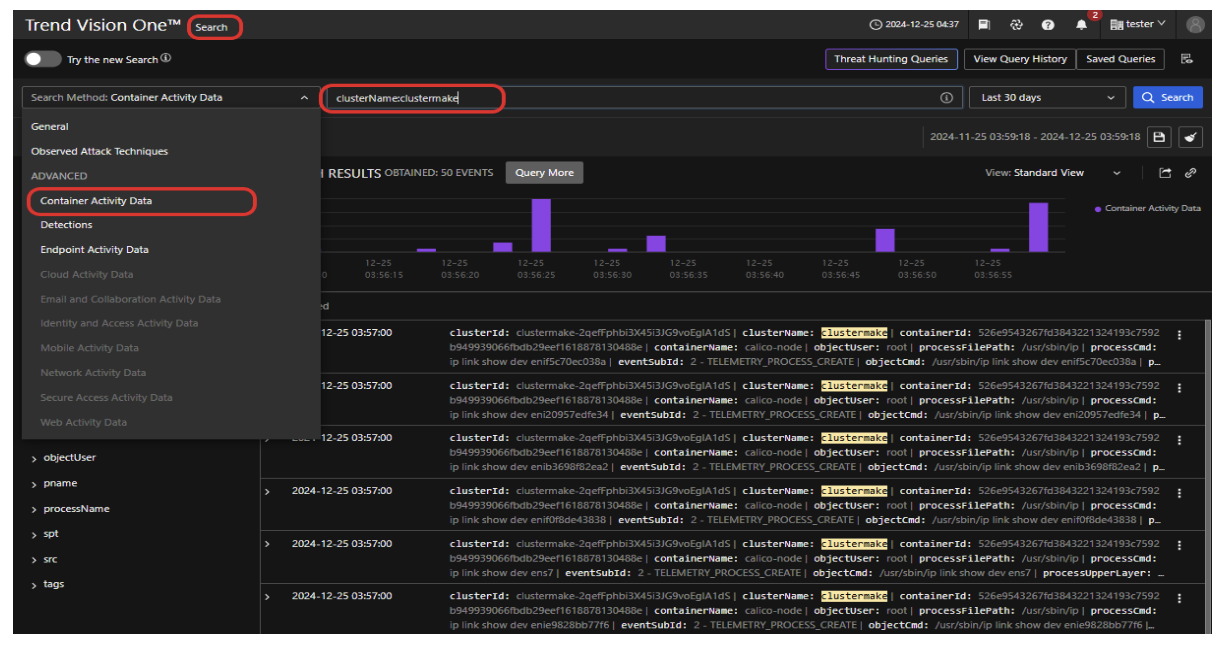 Trend Vision One™ Search
2024-12-25 04:37
2
tester
Try the new Search
Threat Hunting Queries
View Query History
Saved Queries
Search Method: Container Activity Data
clusterName:clustermake
Last 30 days
Search
General
Observed Attack Techniques
ADVANCED
Container Activity Data
Detections
Endpoint Activity Data
Cloud Activity Data
Email and Collaboration Activity Data
Identity and Access Activity Data
Mobile Activity Data
Network Activity Data
Secure Access Activity Data
Web Activity Data
2024-11-25 03:59:18 - 2024-12-25 03:59:18
RESULTS OBTAINED: 50 EVENTS
Query More
View: Standard View
Container Activity Data
12-25 12-25 12-25 12-25 12-25 12-25 12-25 12-25 12-25
0 03:56:15 03:56:20 03:56:25 03:56:30 03:56:35 03:56:40 03:56:45 03:56:50 03:56:55
ed
12-25 03:57:00
clusterId: clustermake-2qefFphbi3X45i3JG9voEgIA1dS | clusterName: clustermake | containerId: 526e9543267fd3843221324193c7592
b949939066fbdb29eef1618878130488e | containerName: calico-node | objectUser: root | processFilePath: /usr/sbin/ip | processCmd:
ip link show dev enif5c70ec038a | eventSubId: 2 - TELEMETRY_PROCESS_CREATE | objectCmd: /usr/sbin/ip link show dev enif5c70ec038a | p...
12-25 03:57:00
clusterId: clustermake-2qefFphbi3X45i3JG9voEgIA1dS | clusterName: clustermake | containerId: 526e9543267fd3843221324193c7592
b949939066fbdb29eef1618878130488e | containerName: calico-node | objectUser: root | processFilePath: /usr/sbin/ip | processCmd:
ip link show dev eni20957edfe34 | eventSubId: 2 - TELEMETRY_PROCESS_CREATE | objectCmd: /usr/sbin/ip link show dev eni20957edfe34 | p...
2024-12-25 03:57:00
clusterId: clustermake-2qefFphbi3X45i3JG9voEgIA1dS | clusterName: clustermake | containerId: 526e9543267fd3843221324193c7592
b949939066fbdb29eef1618878130488e | containerName: calico-node | objectUser: root | processFilePath: /usr/sbin/ip | processCmd:
ip link show dev enib3698f82ea2 | eventSubId: 2 - TELEMETRY_PROCESS_CREATE | objectCmd: /usr/sbin/ip link show dev enib3698f82ea2 | p...
objectUser
pname
processName
spt
src
tags
2024-12-25 03:57:00
clusterId: clustermake-2qefFphbi3X45i3JG9voEgIA1dS | clusterName: clustermake | containerId: 526e9543267fd3843221324193c7592
b949939066fbdb29eef1618878130488e | containerName: calico-node | objectUser: root | processFilePath: /usr/sbin/ip | processCmd:
ip link show dev enif0f8de43838 | eventSubId: 2 - TELEMETRY_PROCESS_CREATE | objectCmd: /usr/sbin/ip link show dev enif0f8de43838 | p...
2024-12-25 03:57:00
clusterId: clustermake-2qefFphbi3X45i3JG9voEgIA1dS | clusterName: clustermake | containerId: 526e9543267fd3843221324193c7592
b949939066fbdb29eef1618878130488e | containerName: calico-node | objectUser: root | processFilePath: /usr/sbin/ip | processCmd:
ip link show dev ens7 | eventSubId: 2 - TELEMETRY_PROCESS_CREATE | objectCmd: /usr/sbin/ip link show dev ens7 | processUpperLayer: ...
2024-12-25 03:57:00
clusterId: clustermake-2qefFphbi3X45i3JG9voEgIA1dS | clusterName: clustermake | containerId: 526e9543267fd3843221324193c7592
b949939066fbdb29eef1618878130488e | containerName: calico-node | objectUser: root | processFilePath: /usr/sbin/ip | processCmd:
ip link show dev enie9828bb77f6 | eventSubId: 2 - TELEMETRY_PROCESS_CREATE | objectCmd: /usr/sbin/ip link show dev enie9828bb77f6 |...